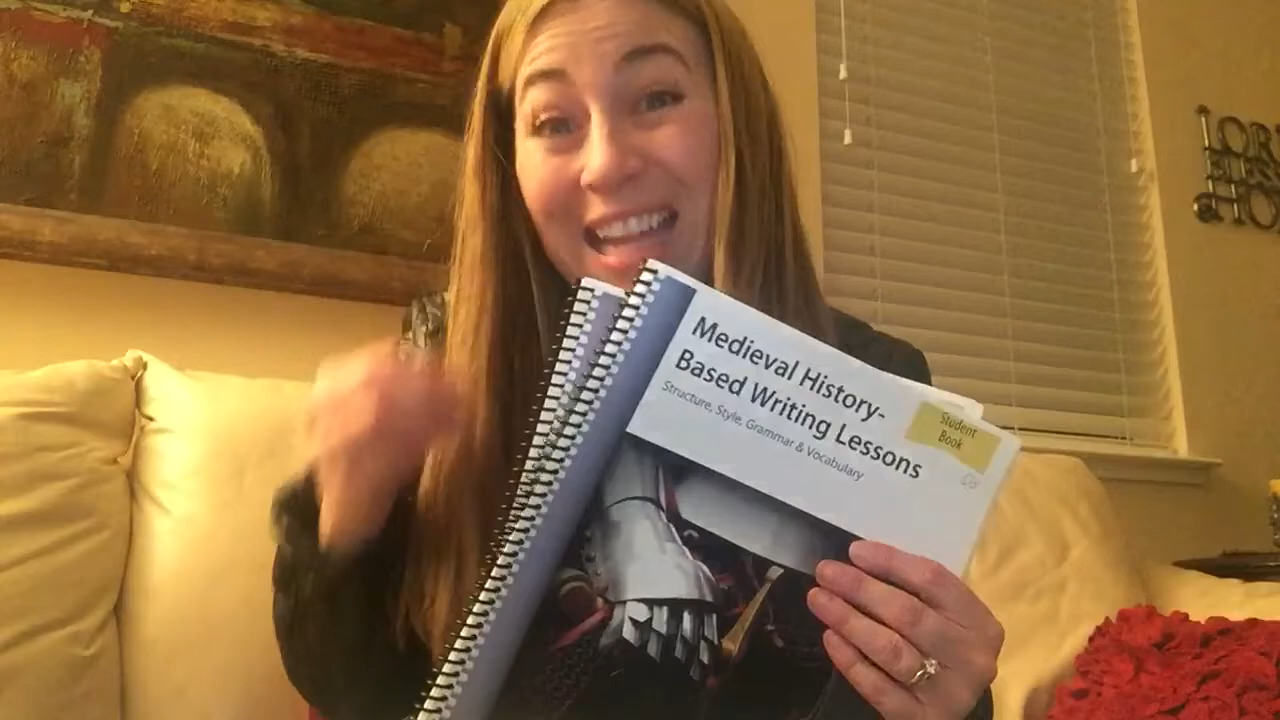 Medieval History-
Based Writing Lessons
Structure, Style, Grammar & Vocabulary
Student
Book